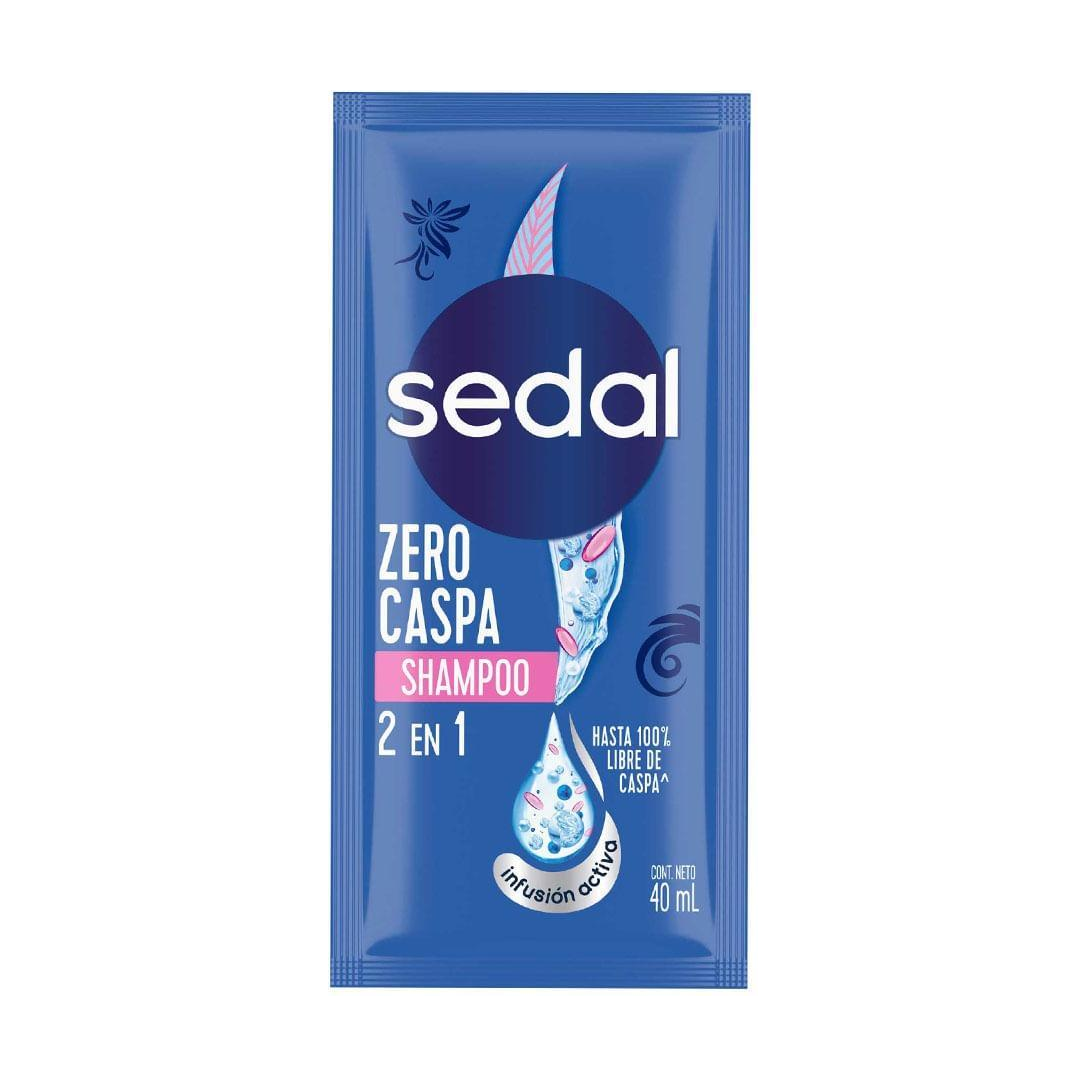 sedal
ZERO
CASPA
SHAMPOO
2 EN 1
HASTA 100%
LIBRE DE
CASPA^
infusión activa
CONT. NETO
40 mL